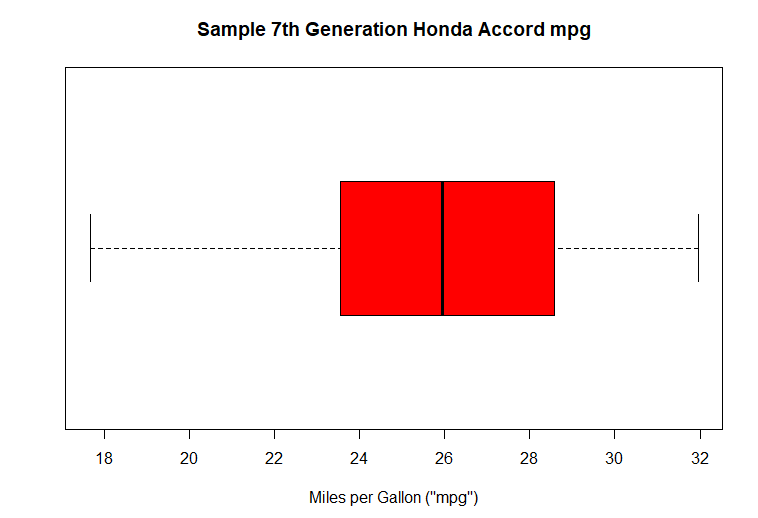 Sample 7th Generation Honda Accord mpg
18 20 22 24 26 28 30 32
Miles per Gallon ("mpg")